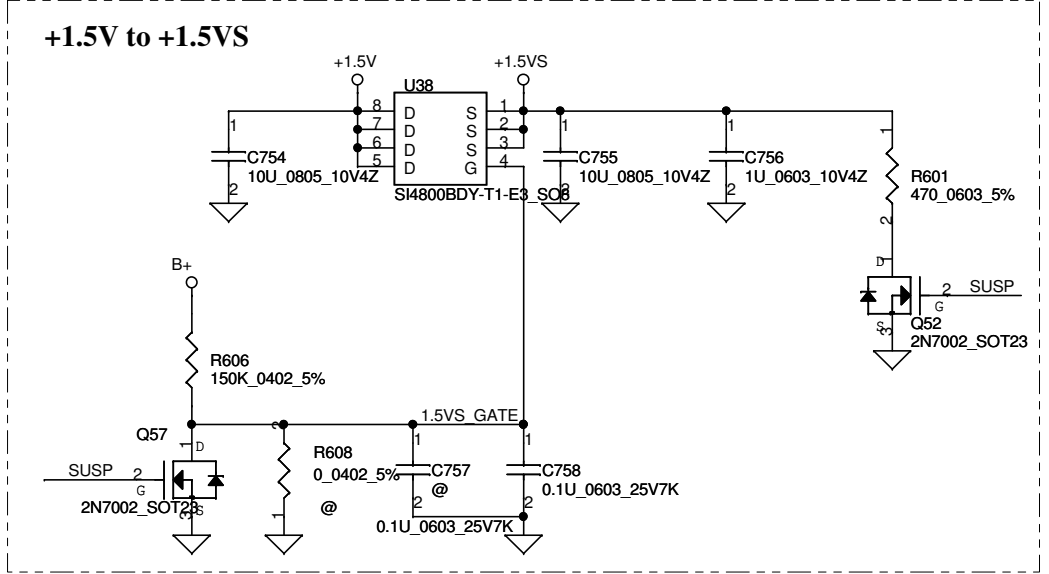 +1.5V to +1.5VS
+1.5V
+1.5VS
U38
8 D S 1
7 D S 2
6 D S 3
5 D G 4
SI4800BDY-T1-E3_SO8
1
C754
10U_0805_10V4Z
2
1
C755
10U_0805_10V4Z
2
1
C756
1U_0603_10V4Z
2
1
R601
470_0603_5%
2
1
D
2
G
SUSP
S
3
Q52
2N7002_SOT23
B+
R606
150K_0402_5%
1.5VS_GATE
Q57
1
D
SUSP
2
G
2N7002_SOT23
S
3
2
R608
0_0402_5%
@
1
1
C757
@
2
0.1U_0603_25V7K
1
C758
0.1U_0603_25V7K
2